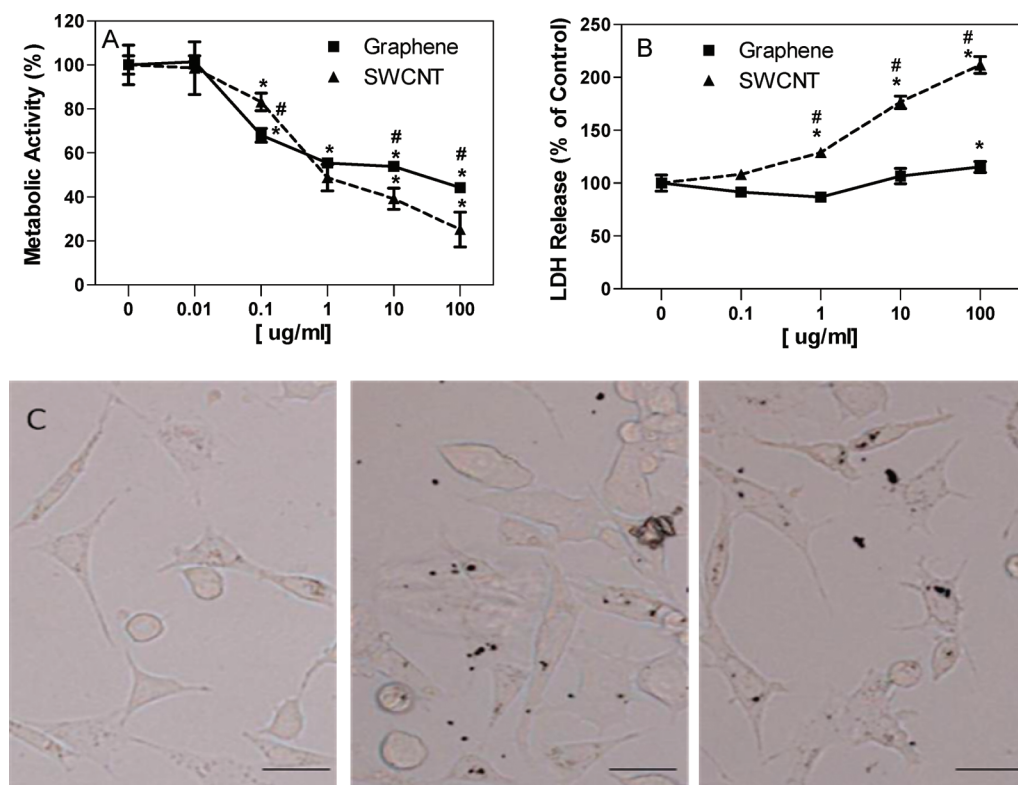 A
Graphene
SWCNT
Metabolic Activity (%)
120
100
80
60
40
20
0
*
#
*
*
#
*
*
#
*
*
0 0.01 0.1 1 10 100
[ ug/ml]
B
Graphene
SWCNT
LDH Release (% of Control)
250
200
150
100
50
0
#
*
#
*
#
*
*
0 0.1 1 10 100
[ ug/ml]
C